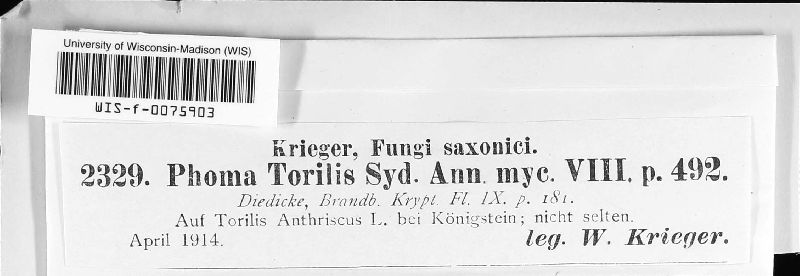 University of Wisconsin-Madison (WIS)
WIS-f-0075903
Krieger, Fungi saxonici.
2329. Phoma Torilis Syd. Ann. myc. VIII. p. 492.
Diedicke, Brandb. Krypt. Fl. IX. p. 181.
Auf Torilis Anthriscus L. bei Königstein; nicht selten.
April 1914. leg. W. Krieger.